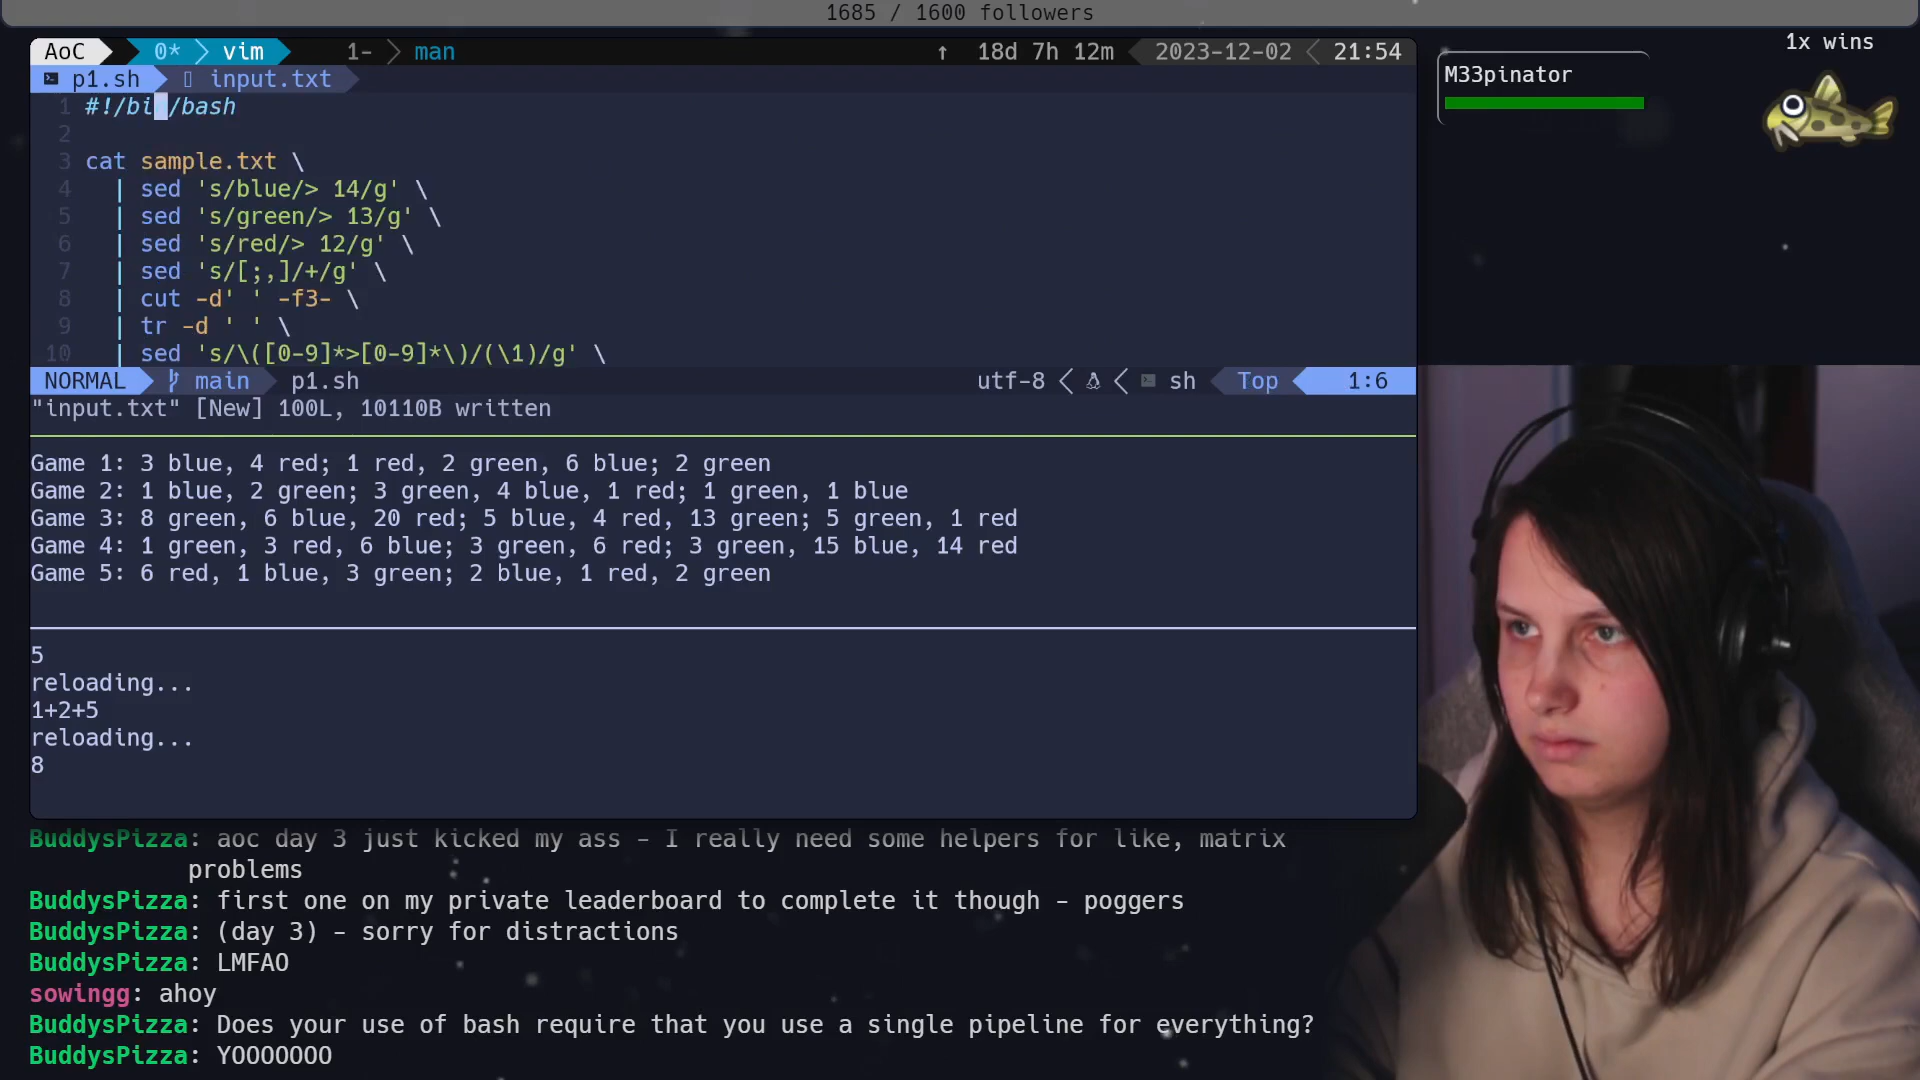 1685 / 1600 followers
AoC 0* vim 1- man ↑ 18d 7h 12m 2023-12-02 21:54
1x wins
M33pinator
p1.sh input.txt
1 #!/bin/bash
2
3 cat sample.txt \
4 | sed 's/blue/> 14/g' \
5 | sed 's/green/> 13/g' \
6 | sed 's/red/> 12/g' \
7 | sed 's/[;,]/+/g' \
8 | cut -d' ' -f3- \
9 | tr -d ' ' \
10 | sed 's/\([0-9]*>[0-9]*\)/(\1)/g' \
NORMAL main p1.sh utf-8 sh Top 1:6
"input.txt" [New] 100L, 10110B written
Game 1: 3 blue, 4 red; 1 red, 2 green, 6 blue; 2 green
Game 2: 1 blue, 2 green; 3 green, 4 blue, 1 red; 1 green, 1 blue
Game 3: 8 green, 6 blue, 20 red; 5 blue, 4 red, 13 green; 5 green, 1 red
Game 4: 1 green, 3 red, 6 blue; 3 green, 6 red; 3 green, 15 blue, 14 red
Game 5: 6 red, 1 blue, 3 green; 2 blue, 1 red, 2 green
5
reloading...
1+2+5
reloading...
8
BuddysPizza: aoc day 3 just kicked my ass - I really need some helpers for like, matrix
problems
BuddysPizza: first one on my private leaderboard to complete it though - poggers
BuddysPizza: (day 3) - sorry for distractions
BuddysPizza: LMFAO
sowingg: ahoy
BuddysPizza: Does your use of bash require that you use a single pipeline for everything?
BuddysPizza: YOOOOOOO